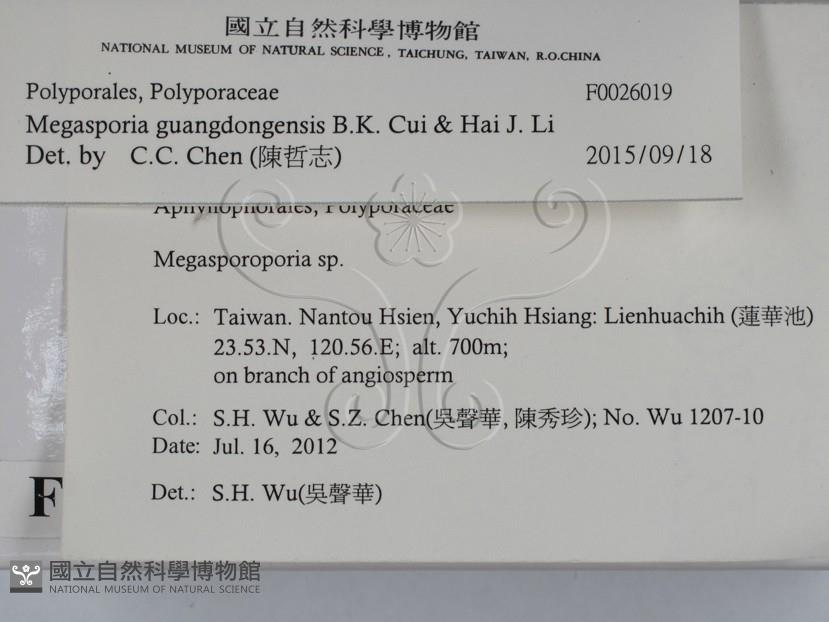 國立自然科學博物館
NATIONAL MUSEUM OF NATURAL SCIENCE, TAICHUNG, TAIWAN, R.O.CHINA
Polyporales, Polyporaceae F0026019
Megasporia guangdongensis B.K. Cui & Hai J. Li
Det. by C.C. Chen (陳哲志) 2015/09/18
Aphyllophorales, Polyporaceae
Megasporoporia sp.
Loc.: Taiwan. Nantou Hsien, Yuchih Hsiang: Lienhuachih (蓮華池)
23.53.N, 120.56.E; alt. 700m;
on branch of angiosperm
Col.: S.H. Wu & S.Z. Chen(吳聲華, 陳秀珍); No. Wu 1207-10
Date: Jul. 16, 2012
Det.: S.H. Wu(吳聲華)
F
國立自然科學博物館
NATIONAL MUSEUM OF NATURAL SCIENCE